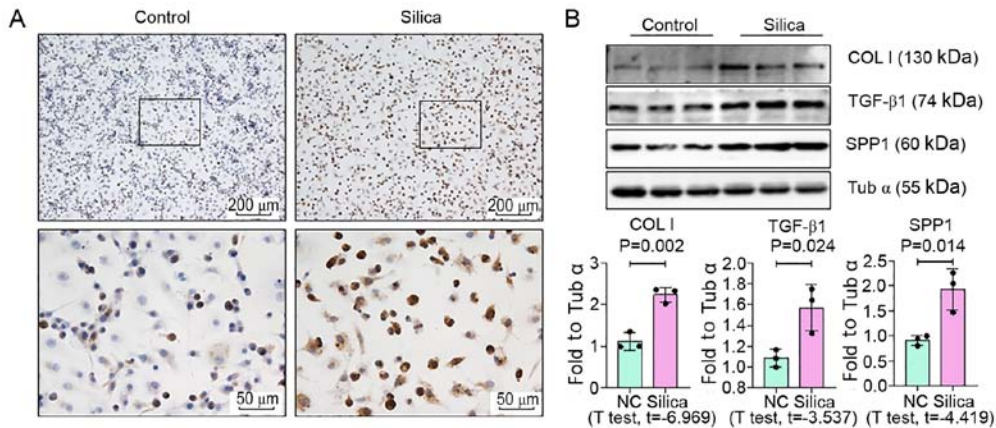 A
Control
Silica
200 µm
200 µm
50 µm
50 µm
B
Control
Silica
COL I (130 kDa)
TGF-β1 (74 kDa)
SPP1 (60 kDa)
Tub α (55 kDa)
COL I
P=0.002
Fold to Tub α
3
2
1
0
NC Silica
(T test, t=-6.969)
TGF-β1
P=0.024
Fold to Tub α
2.0
1.8
1.6
1.4
1.2
1.0
0.8
NC Silica
(T test, t=-3.537)
SPP1
P=0.014
Fold to Tub α
2.5
2.0
1.5
1.0
0.5
0.0
NC Silica
(T test, t=-4.419)